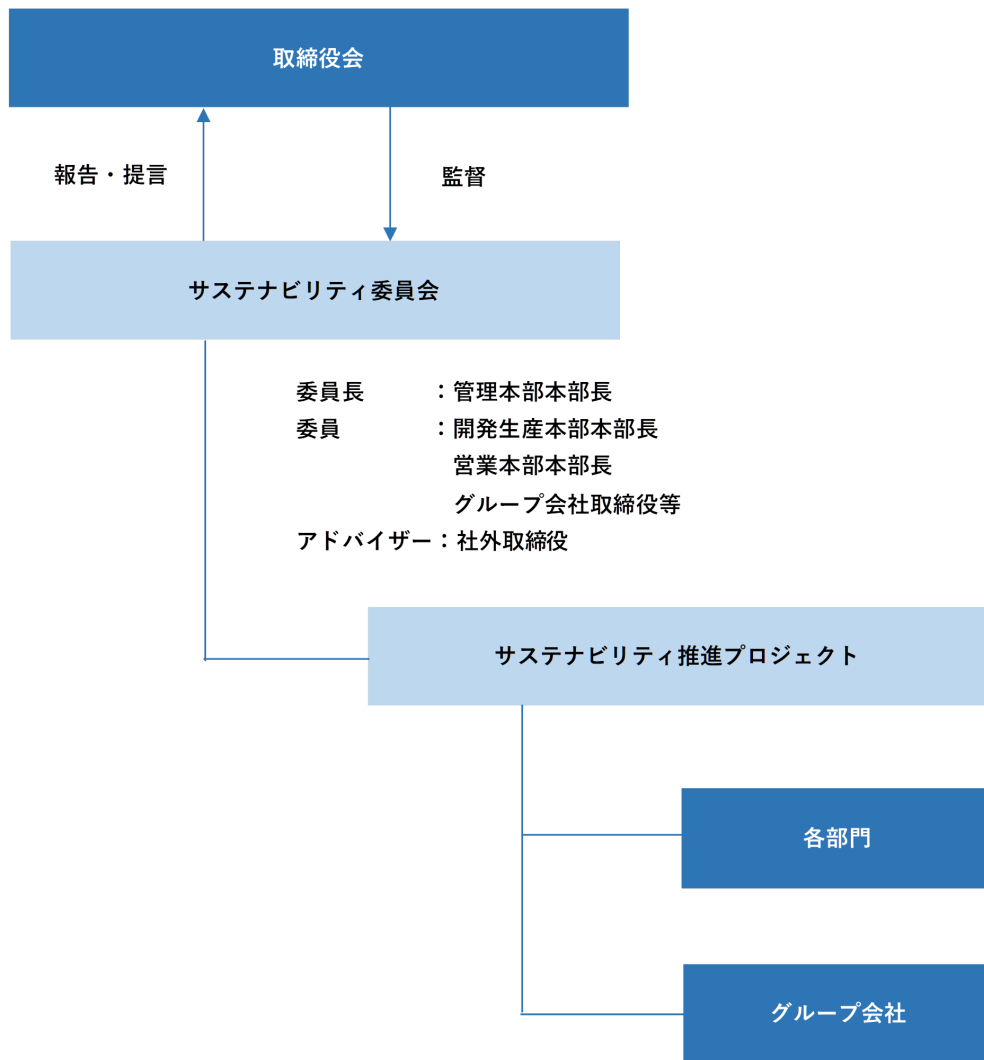 取締役会
報告・提言
監督
サステナビリティ委員会
委員長　　　：管理本部本部長
委員　　　　：開発生産本部本部長
営業本部本部長
グループ会社取締役等
アドバイザー：社外取締役
サステナビリティ推進プロジェクト
各部門
グループ会社